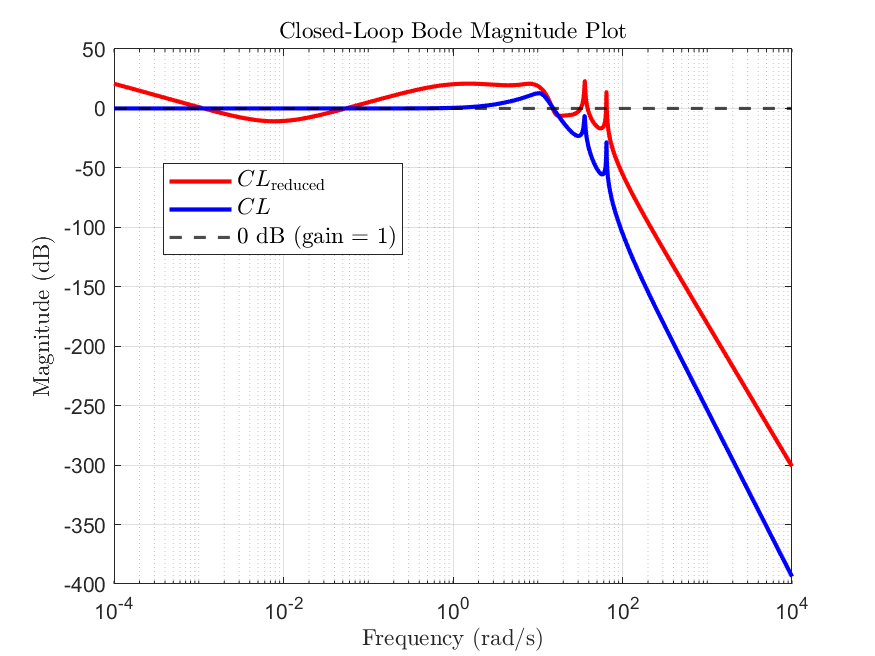 Closed-Loop Bode Magnitude Plot
50
0
-50
-100
-150
-200
-250
-300
-350
-400
Magnitude (dB)
CL_reduced
CL
0 dB (gain = 1)
10^-4
10^-2
10^0
10^2
10^4
Frequency (rad/s)